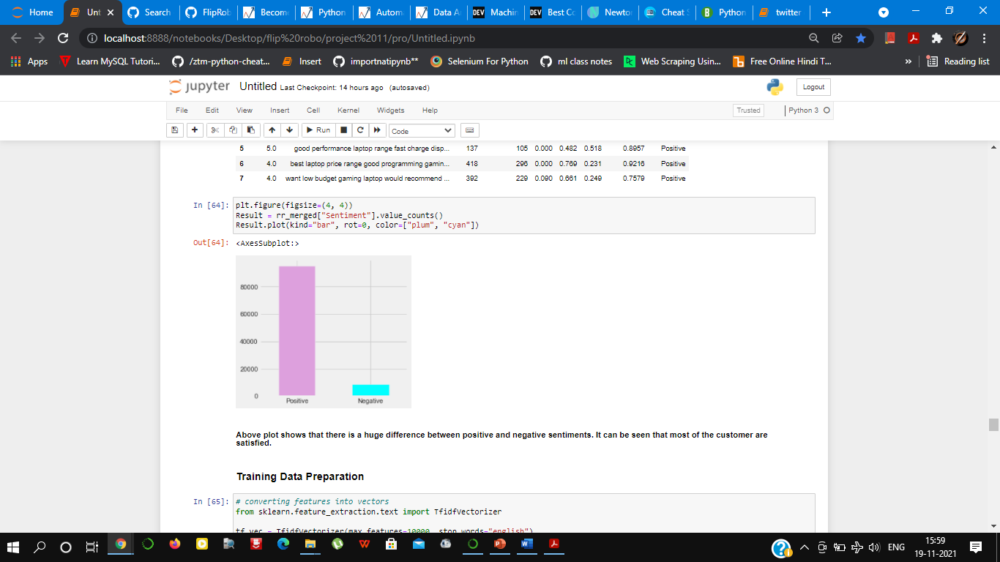 Home
Unt
Search
FlipRob
Becom
Python
Autom
Data A
DEV Machin
DEV Best Co
Newto
Cheat S
B Python
twitter
localhost:8888/notebooks/Desktop/flip%20robo/project%2011/pro/Untitled.ipynb
Apps
Learn MySQL Tutori...
/ztm-python-cheat...
Insert
importnatipynb**
Selenium For Python
ml class notes
Web Scraping Usin...
Free Online Hindi T...
»
Reading list
jupyter Untitled Last Checkpoint: 14 hours ago (autosaved)
Logout
File Edit View Insert Cell Kernel Widgets Help
Trusted
Python 3
Run
Code
5 5.0 good performance laptop range fast charge disp... 137 105 0.000 0.482 0.518 0.8957 Positive
6 4.0 best laptop price range good programming gamin... 418 296 0.000 0.769 0.231 0.9216 Positive
7 4.0 want low budget gaming laptop would recommend ... 392 229 0.090 0.661 0.249 0.7579 Positive
In [64]: plt.figure(figsize=(4, 4))
Result = rr_merged["Sentiment"].value_counts()
Result.plot(kind="bar", rot=0, color=["plum", "cyan"])
Out[64]: <AxesSubplot:>
80000
60000
40000
20000
0
Positive Negative
Above plot shows that there is a huge difference between positive and negative sentiments. It can be seen that most of the customer are
satisfied.
Training Data Preparation
In [65]: # converting features into vectors
from sklearn.feature_extraction.text import TfidfVectorizer
tf_vec = TfidfVectorizer(max_features=10000, stop_words="english")
ENG
15:59
19-11-2021